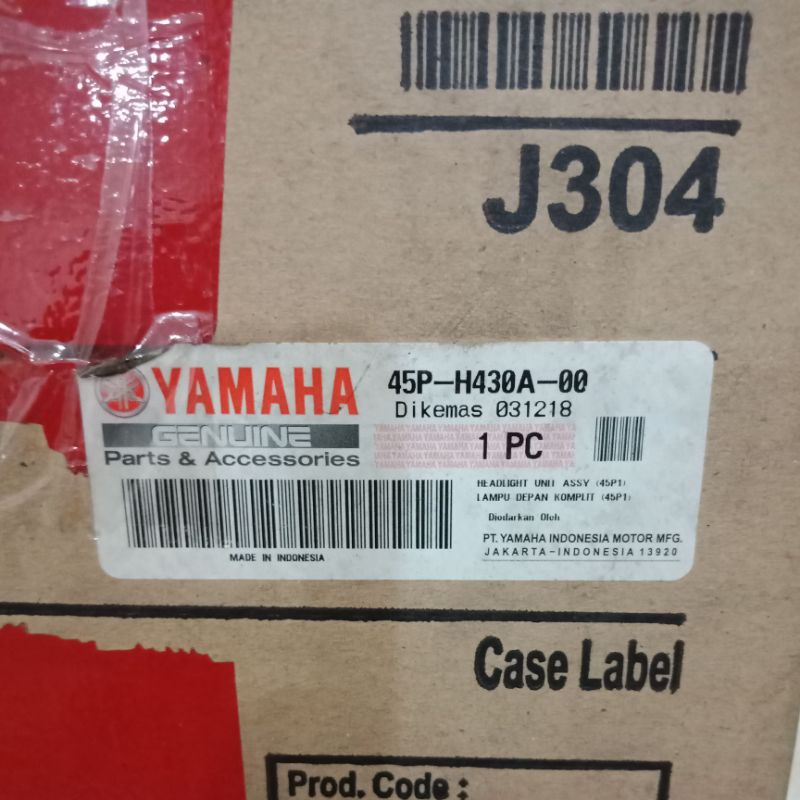 J304
YAMAHA
GENUINE
Parts & Accessories
MADE IN INDONESIA
45P-H430A-00
Dikemas 031218
1 PC
HEADLIGHT UNIT ASSY (45P1)
LAMPU DEPAN KOMPLIT (45P1)
Diedarkan Oleh
PT. YAMAHA INDONESIA MOTOR MFG.
JAKARTA-INDONESIA 13920
Case Label
Prod. Code :